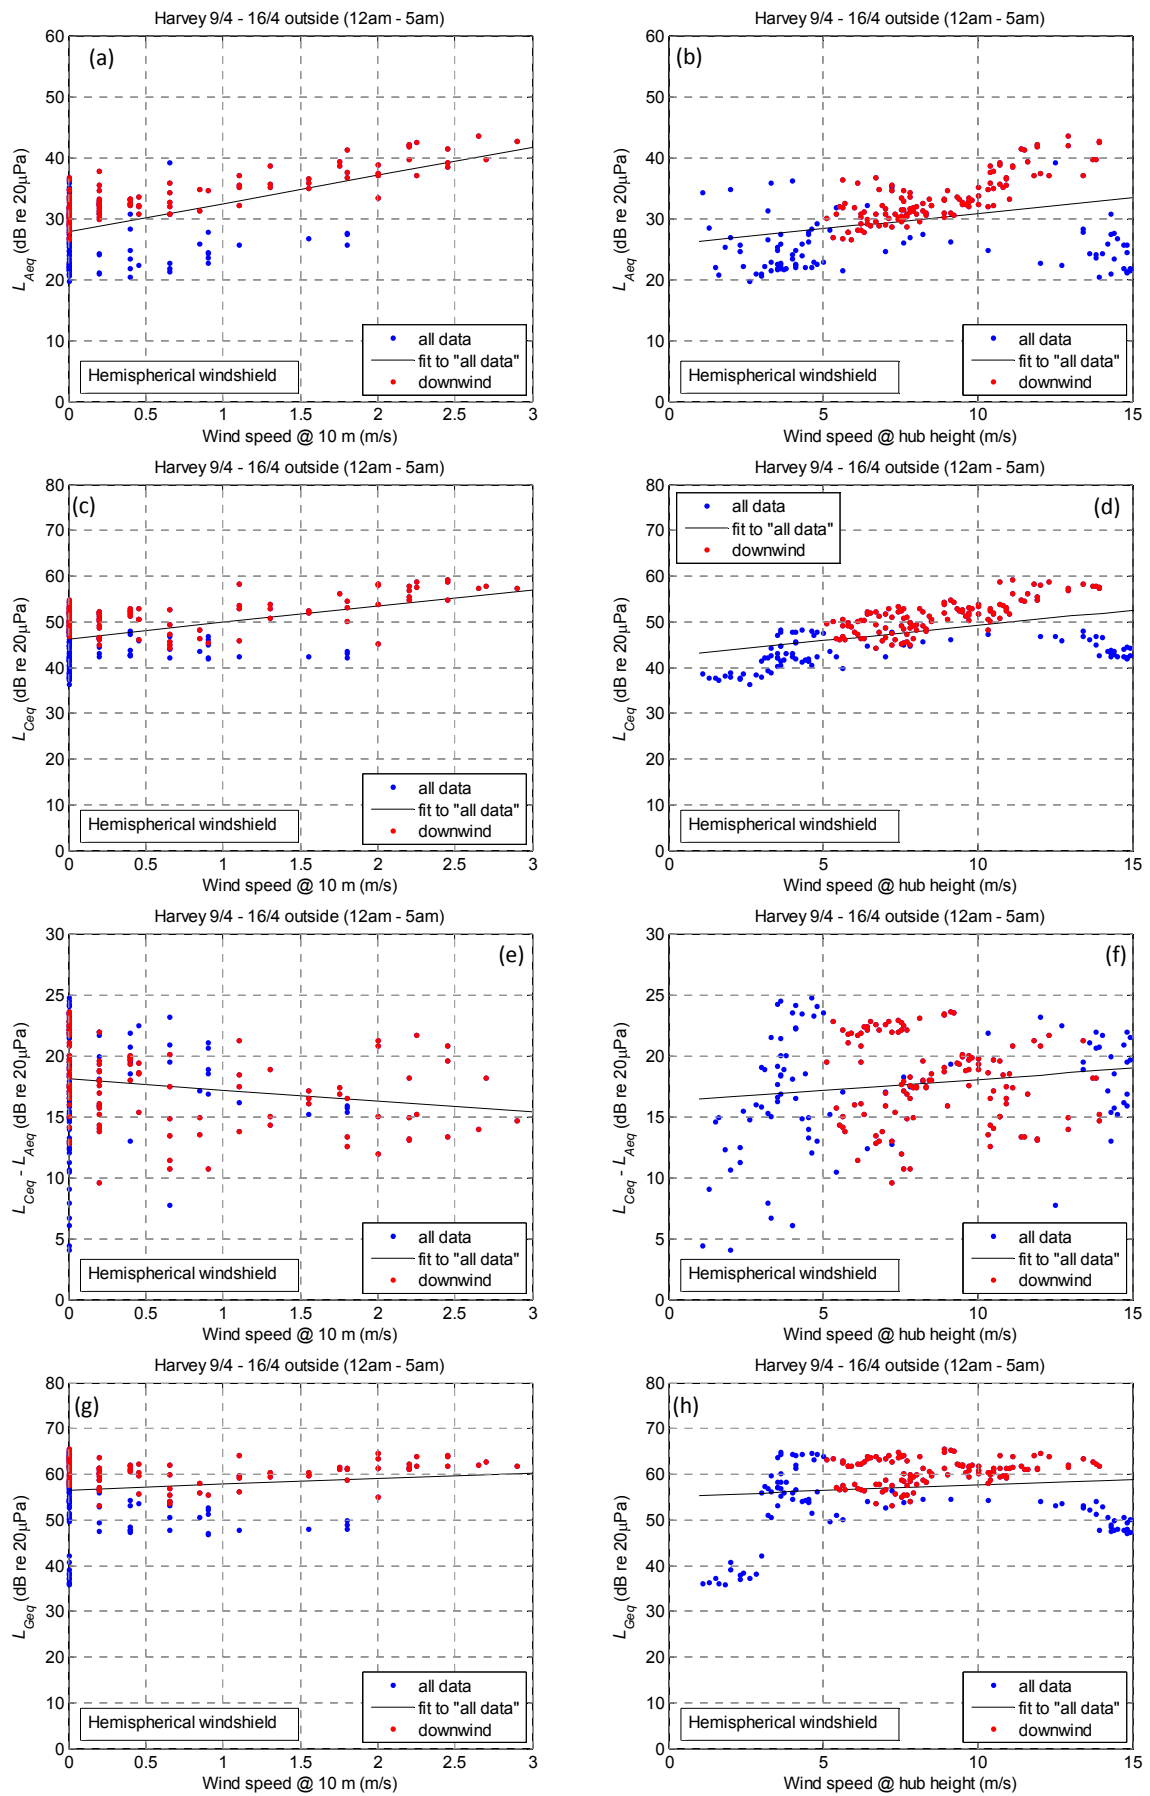 Harvey 9/4 - 16/4 outside (12am - 5am)
(a)
60
50
40
30
20
10
0
L_Aeq (dB re 20µPa)
all data
fit to "all data"
downwind
Hemispherical windshield
0 0.5 1 1.5 2 2.5 3
Wind speed @ 10 m (m/s)
Harvey 9/4 - 16/4 outside (12am - 5am)
(b)
60
50
40
30
20
10
0
L_Aeq (dB re 20µPa)
all data
fit to "all data"
downwind
Hemispherical windshield
0 5 10 15
Wind speed @ hub height (m/s)
Harvey 9/4 - 16/4 outside (12am - 5am)
(c)
80
70
60
50
40
30
20
10
0
L_Ceq (dB re 20µPa)
all data
fit to "all data"
downwind
Hemispherical windshield
0 0.5 1 1.5 2 2.5 3
Wind speed @ 10 m (m/s)
Harvey 9/4 - 16/4 outside (12am - 5am)
(d)
80
70
60
50
40
30
20
10
0
L_Ceq (dB re 20µPa)
all data
fit to "all data"
downwind
Hemispherical windshield
0 5 10 15
Wind speed @ hub height (m/s)
Harvey 9/4 - 16/4 outside (12am - 5am)
(e)
30
25
20
15
10
5
0
L_Ceq - L_Aeq (dB re 20µPa)
all data
fit to "all data"
downwind
Hemispherical windshield
0 0.5 1 1.5 2 2.5 3
Wind speed @ 10 m (m/s)
Harvey 9/4 - 16/4 outside (12am - 5am)
(f)
30
25
20
15
10
5
0
L_Ceq - L_Aeq (dB re 20µPa)
all data
fit to "all data"
downwind
Hemispherical windshield
0 5 10 15
Wind speed @ hub height (m/s)
Harvey 9/4 - 16/4 outside (12am - 5am)
(g)
80
70
60
50
40
30
20
10
0
L_Geq (dB re 20µPa)
all data
fit to "all data"
downwind
Hemispherical windshield
0 0.5 1 1.5 2 2.5 3
Wind speed @ 10 m (m/s)
Harvey 9/4 - 16/4 outside (12am - 5am)
(h)
80
70
60
50
40
30
20
10
0
L_Geq (dB re 20µPa)
all data
fit to "all data"
downwind
Hemispherical windshield
0 5 10 15
Wind speed @ hub height (m/s)